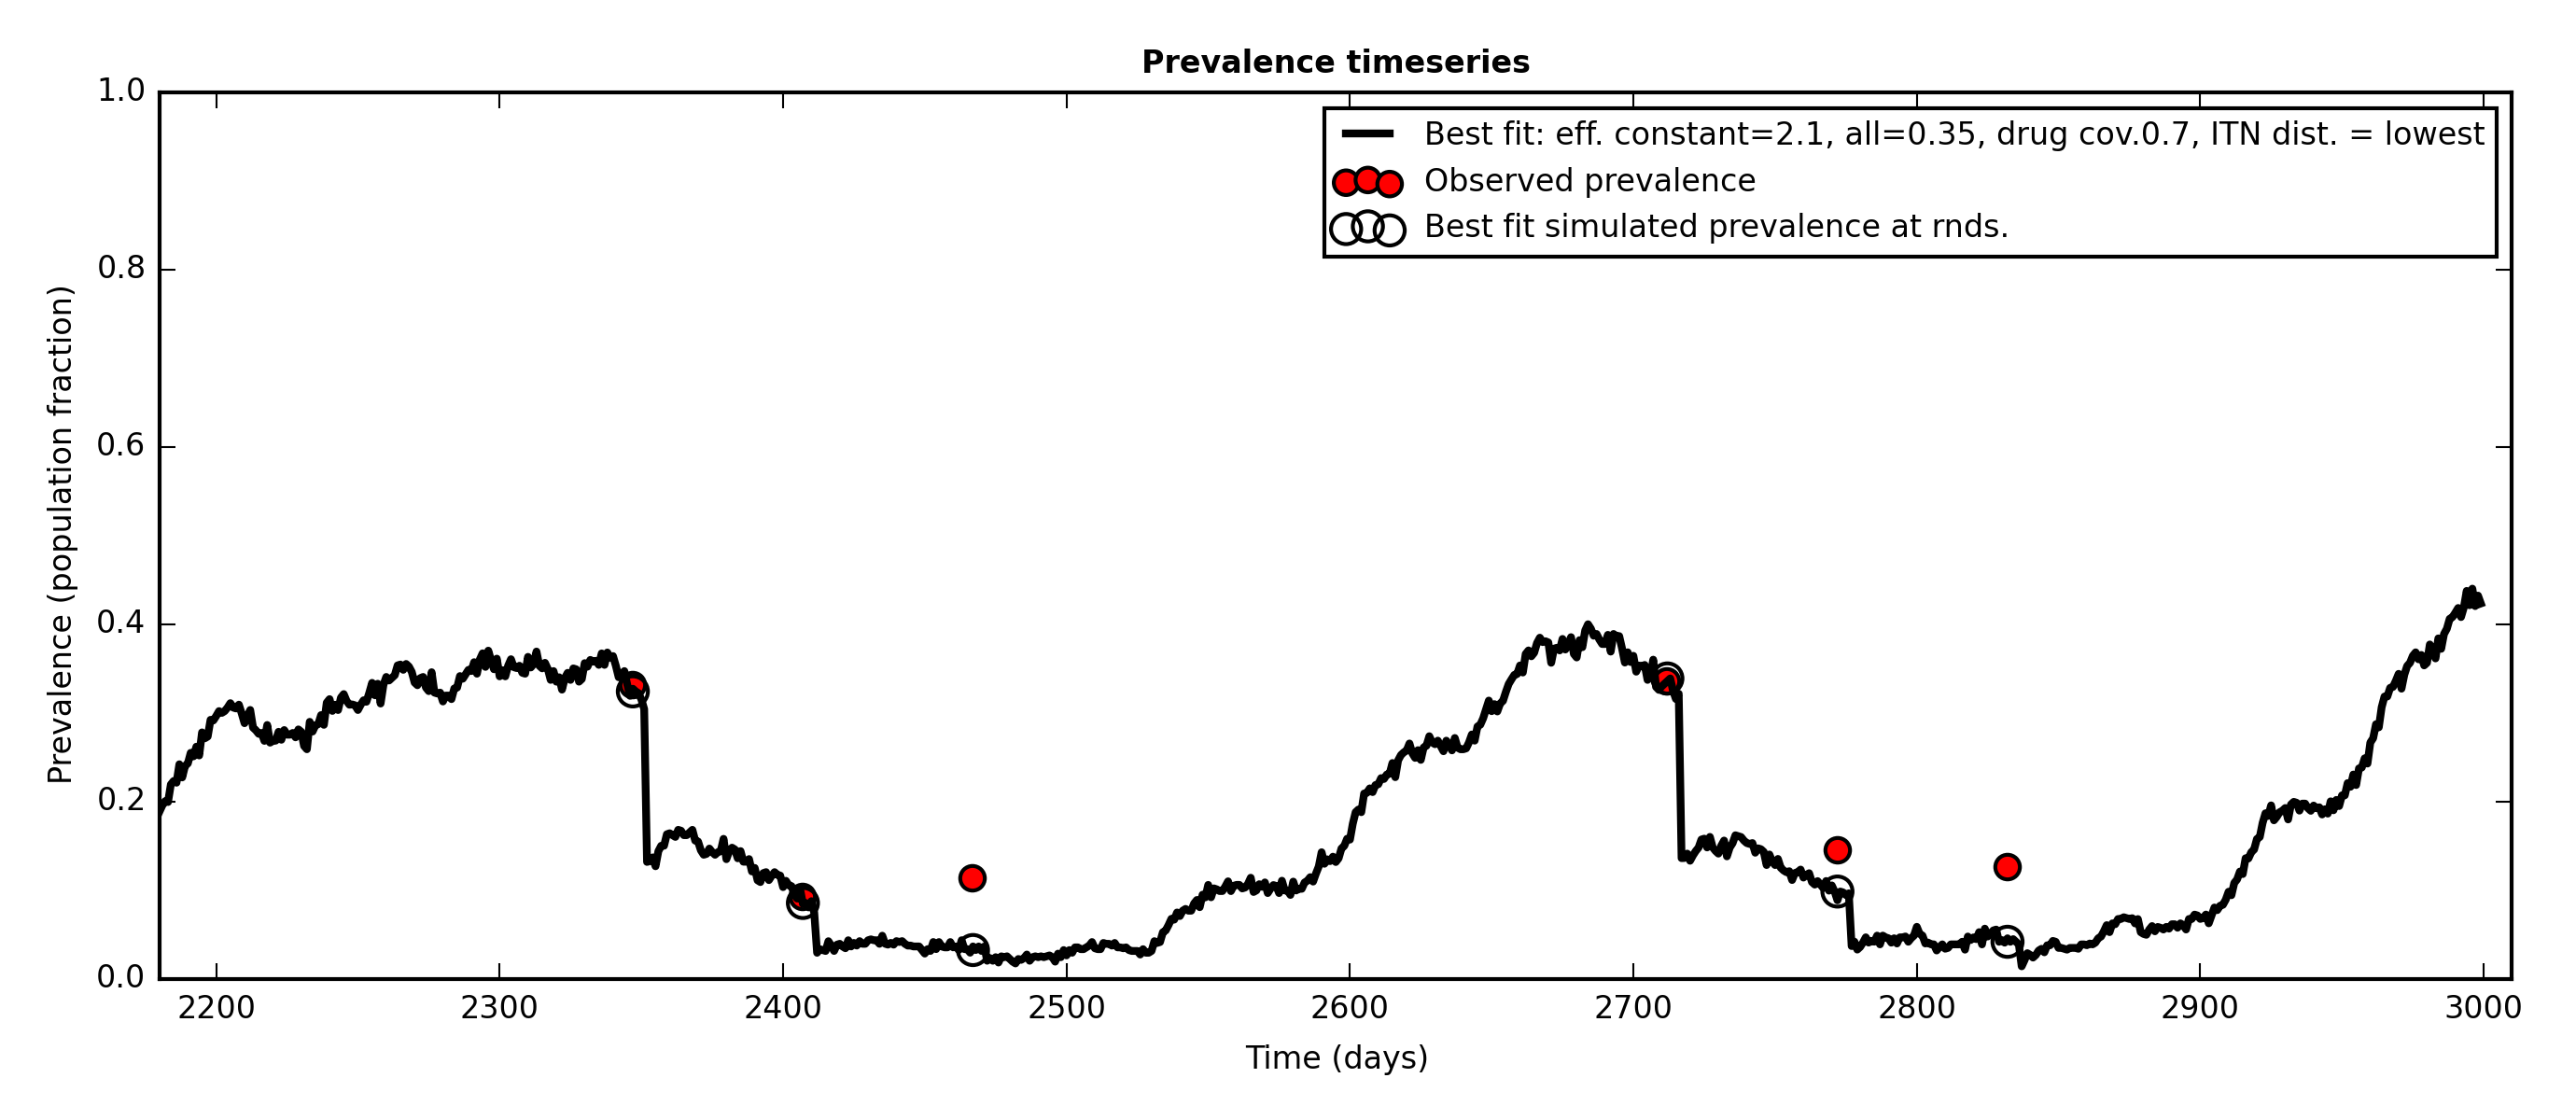 Prevalence timeseries
Best fit: eff. constant=2.1, all=0.35, drug cov.0.7, ITN dist. = lowest
Observed prevalence
Best fit simulated prevalence at rnds.
Prevalence (population fraction)
1.0
0.8
0.6
0.4
0.2
0.0
2200 2300 2400 2500 2600 2700 2800 2900 3000
Time (days)